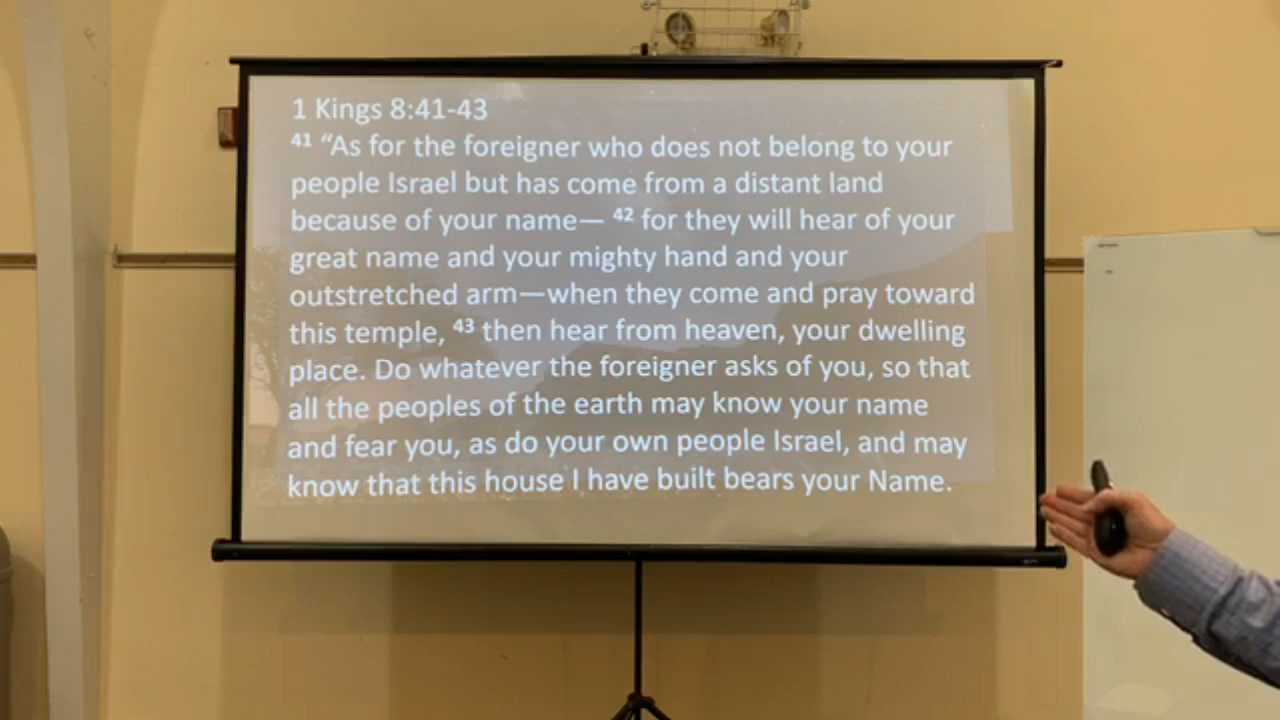 1 Kings 8:41-43
41 “As for the foreigner who does not belong to your
people Israel but has come from a distant land
because of your name— 42 for they will hear of your
great name and your mighty hand and your
outstretched arm—when they come and pray toward
this temple, 43 then hear from heaven, your dwelling
place. Do whatever the foreigner asks of you, so that
all the peoples of the earth may know your name
and fear you, as do your own people Israel, and may
know that this house I have built bears your Name.